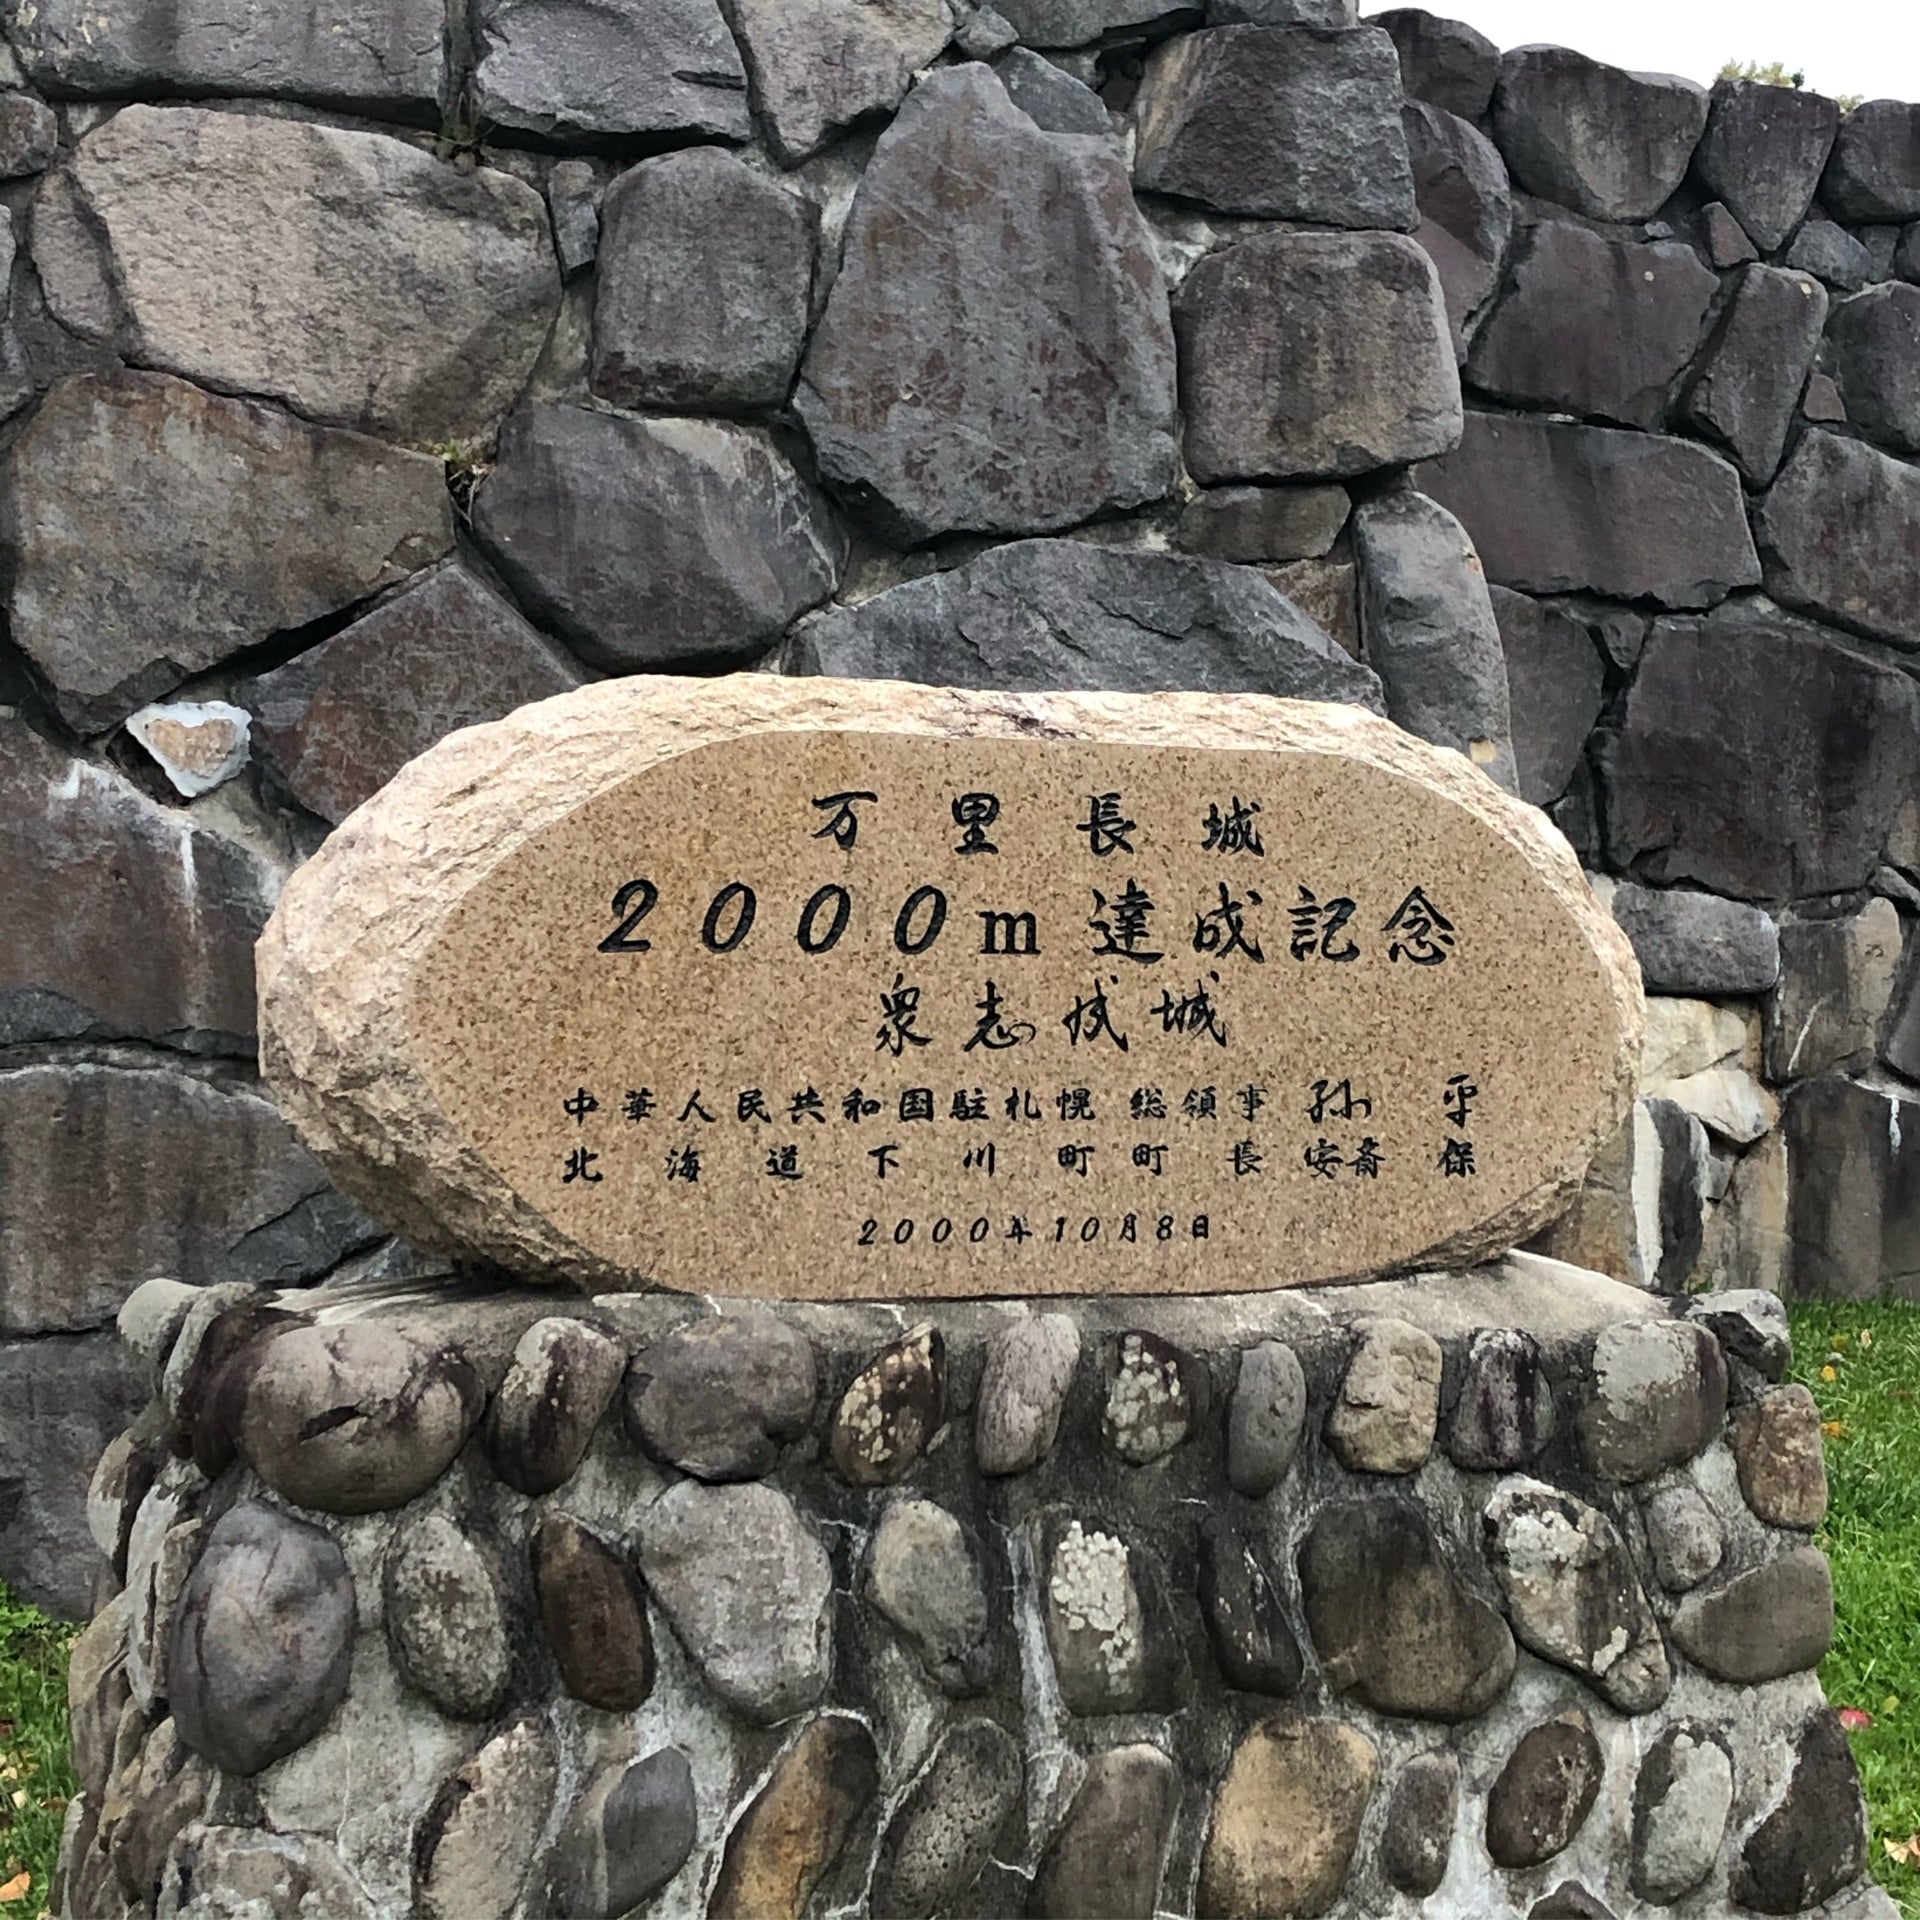 万里長城
2000m達成記念
衆志成城
中華人民共和国駐札幌 総領事 孫 平
北海道下川町町長 安斎 保
2000年10月8日